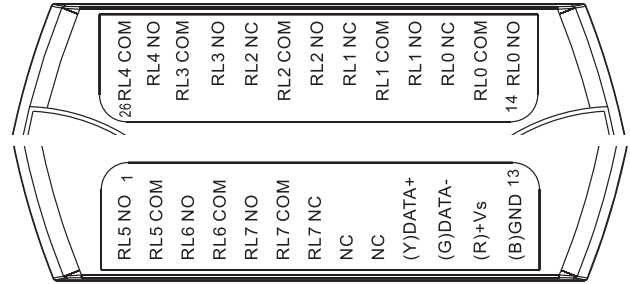 26 RL4 COM
RL4 NO
RL3 COM
RL3 NO
RL2 NC
RL2 COM
RL2 NO
RL1 NC
RL1 COM
RL1 NO
RL0 NC
RL0 COM
14 RL0 NO
RL5 NO 1
RL5 COM
RL6 NO
RL6 COM
RL7 NO
RL7 COM
RL7 NC
NC
NC
(Y)DATA+
(G)DATA-
(R)+Vs
(B)GND 13